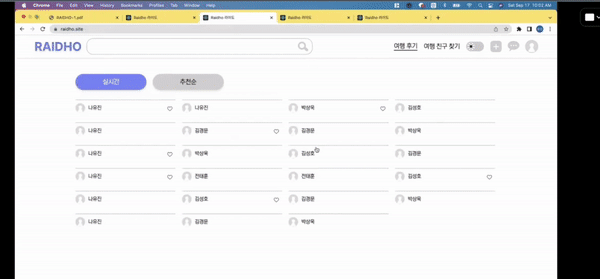 Chrome File Edit View History Bookmarks Profiles Tab Window Help Sat Sep 17 10:52 AM
RAIDHO-1.pdf Raidho 라이도 Raidho 라이도 Raidho 라이도 Raidho 라이도
raidho.site
RAIDHO 여행 후기 여행 친구 찾기
실시간 추천순
나유진 나유진 박상욱 김성호
나유진 김경문 김경문 박상욱
나유진 박상욱 김성호 김경문
나유진 전태훈 전태훈 김성호
나유진 김성호 김경문 박상욱
나유진 김경문 박상욱